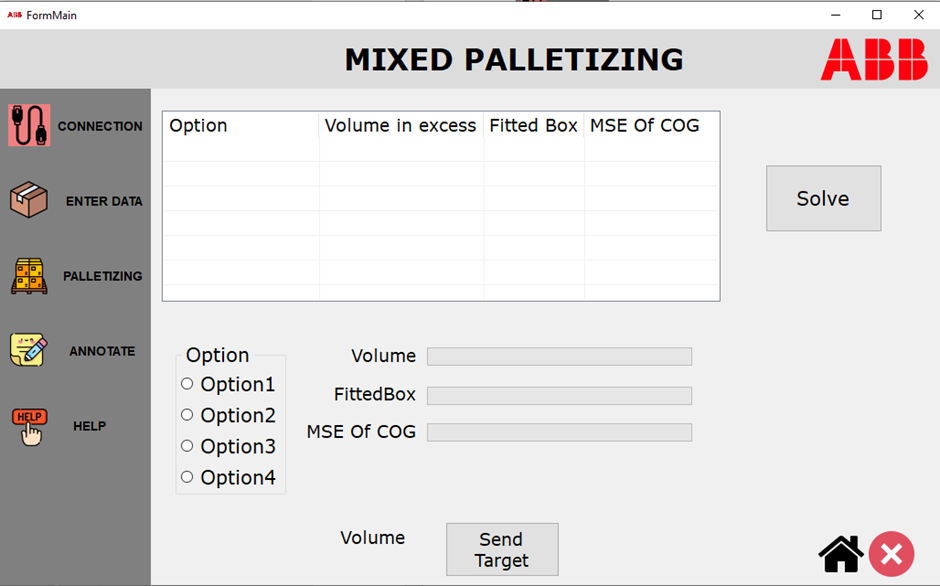 ABB FormMain
MIXED PALLETIZING
ABB
CONNECTION
ENTER DATA
PALLETIZING
ANNOTATE
HELP
HELP
Option Volume in excess Fitted Box MSE Of COG
Solve
Option
Option1
Option2
Option3
Option4
Volume
FittedBox
MSE Of COG
Volume
Send
Target